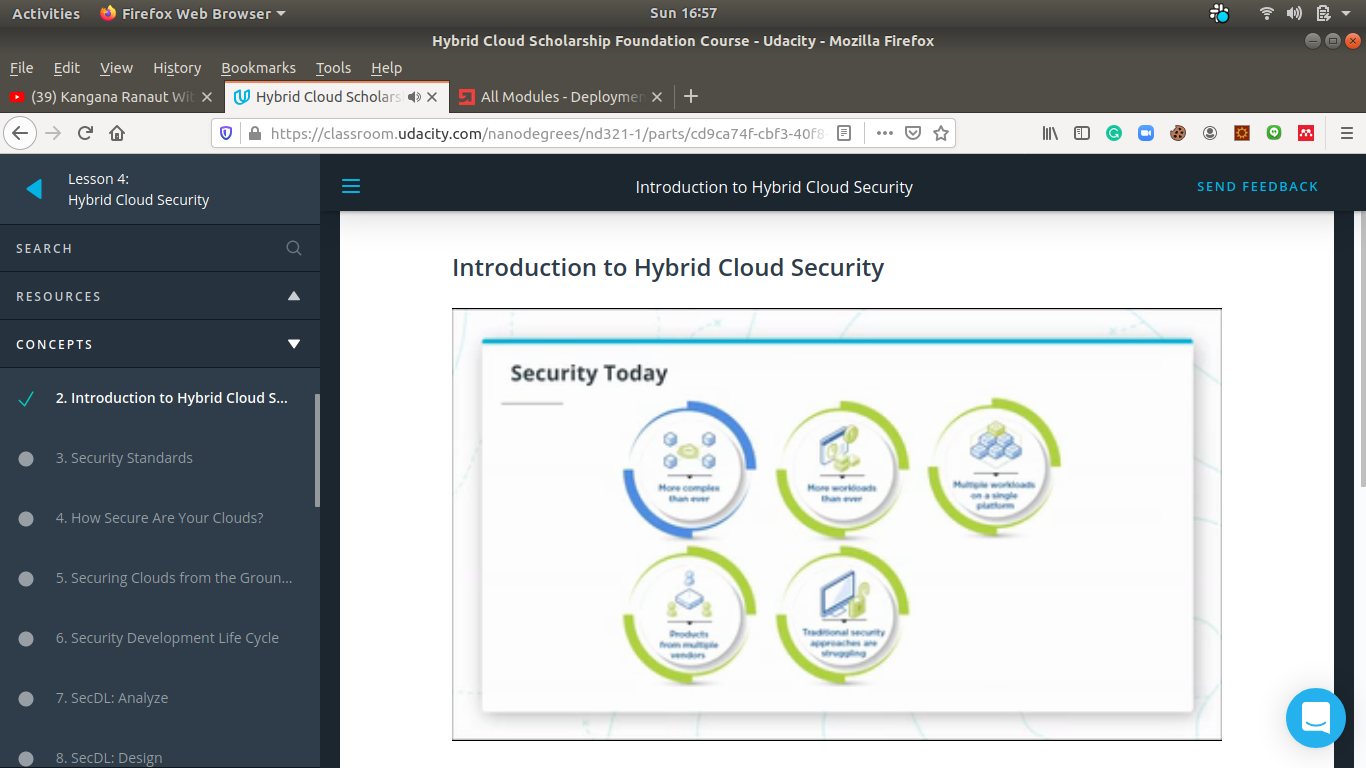 Activities Firefox Web Browser Sun 16:57
Hybrid Cloud Scholarship Foundation Course - Udacity - Mozilla Firefox
File Edit View History Bookmarks Tools Help
(39) Kangana Ranaut Wit Hybrid Cloud Scholars All Modules - Deploymen
https://classroom.udacity.com/nanodegrees/nd321-1/parts/cd9ca74f-cbf3-40f8
Lesson 4:
Hybrid Cloud Security
Introduction to Hybrid Cloud Security
SEND FEEDBACK
SEARCH
RESOURCES
CONCEPTS
2. Introduction to Hybrid Cloud S...
3. Security Standards
4. How Secure Are Your Clouds?
5. Securing Clouds from the Groun...
6. Security Development Life Cycle
7. SecDL: Analyze
8. SecDL: Design
Introduction to Hybrid Cloud Security
Security Today
More complex
than ever
More workloads
than ever
Multiple workloads
on a single
platform
Products
from multiple
vendors
Traditional security
approaches are
struggling